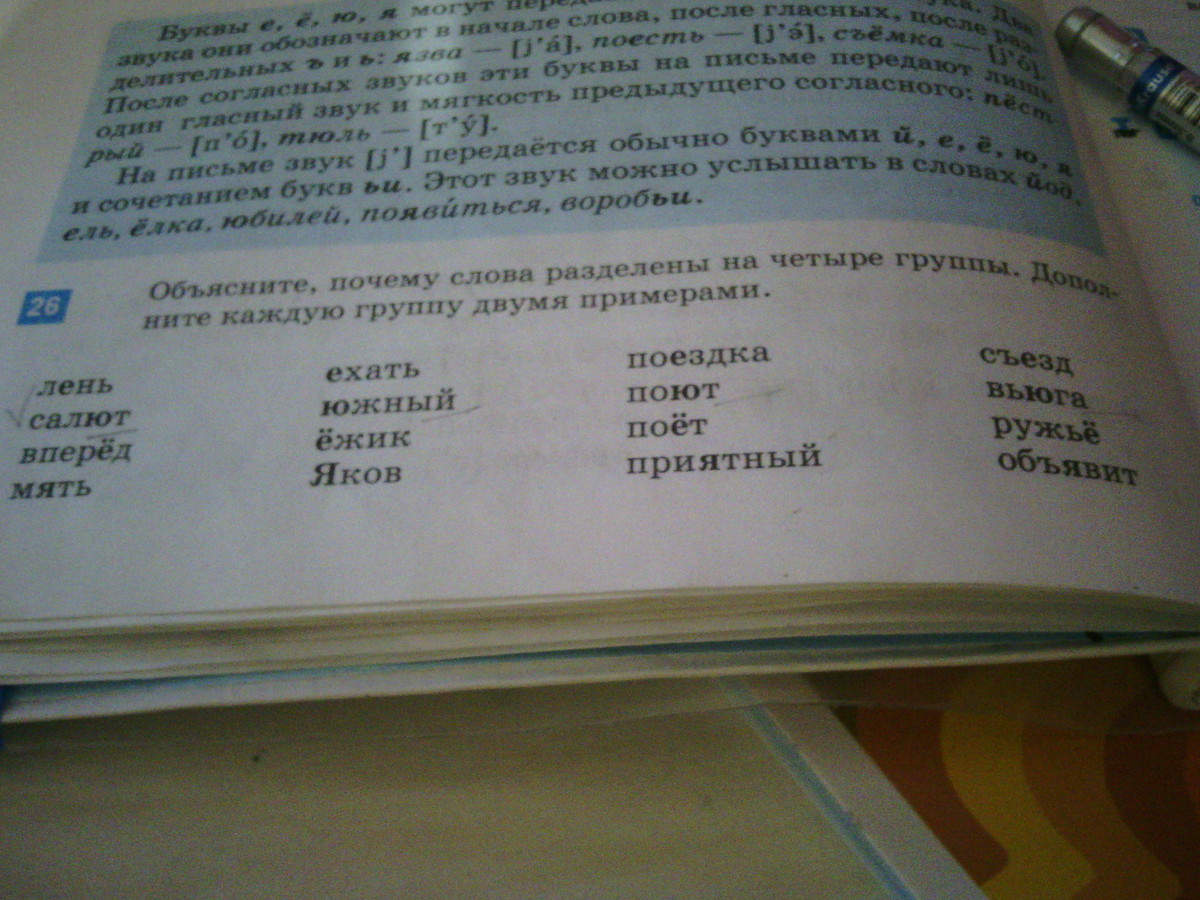 Буквы е, ё, ю, я могут
звука они обозначают в начале слова, после гласных, после раз-
делительных ъ и ь: язва — [j’á], поесть — [j’э́], съёмка — [j’ó].
После согласных звуков эти буквы на письме передают лишь
один гласный звук и мягкость предыдущего согласного: пёст-
рый — [п’ó], тюль — [т’ý].
На письме звук [j’] передаётся обычно буквами й, е, ё, ю, я
и сочетанием букв ьи. Этот звук можно услышать в словах йод,
ель, ёлка, юбилей, появи́ться, воробьи.
26 Объясните, почему слова разделены на четыре группы. Допол-
ните каждую группу двумя примерами.
лень ехать поездка съезд
салют южный поют вьюга
вперёд ёжик поёт ружьё
мять Яков приятный объявит